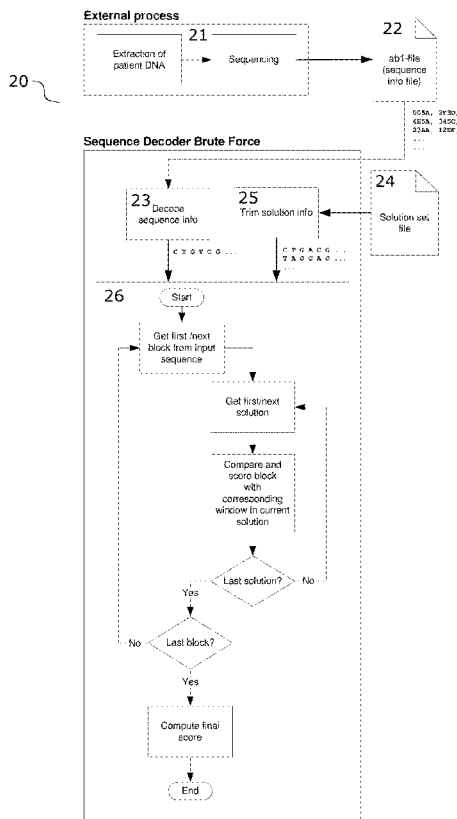 External process
21
22
Extraction of
patient DNA
Sequencing
ab1-file
(sequence
info file)
20
Sequence Decoder Brute Force
23
Decode
sequence info
25
Trim solution info
24
Solution set
file
C T G A C G
26
Start
Get first /next
block from input
sequence
Get first/next
solution
Compare and
score block
with
corresponding
window in current
solution
Last solution?
No
Yes
Last block?
No
Yes
Compute final
score
End